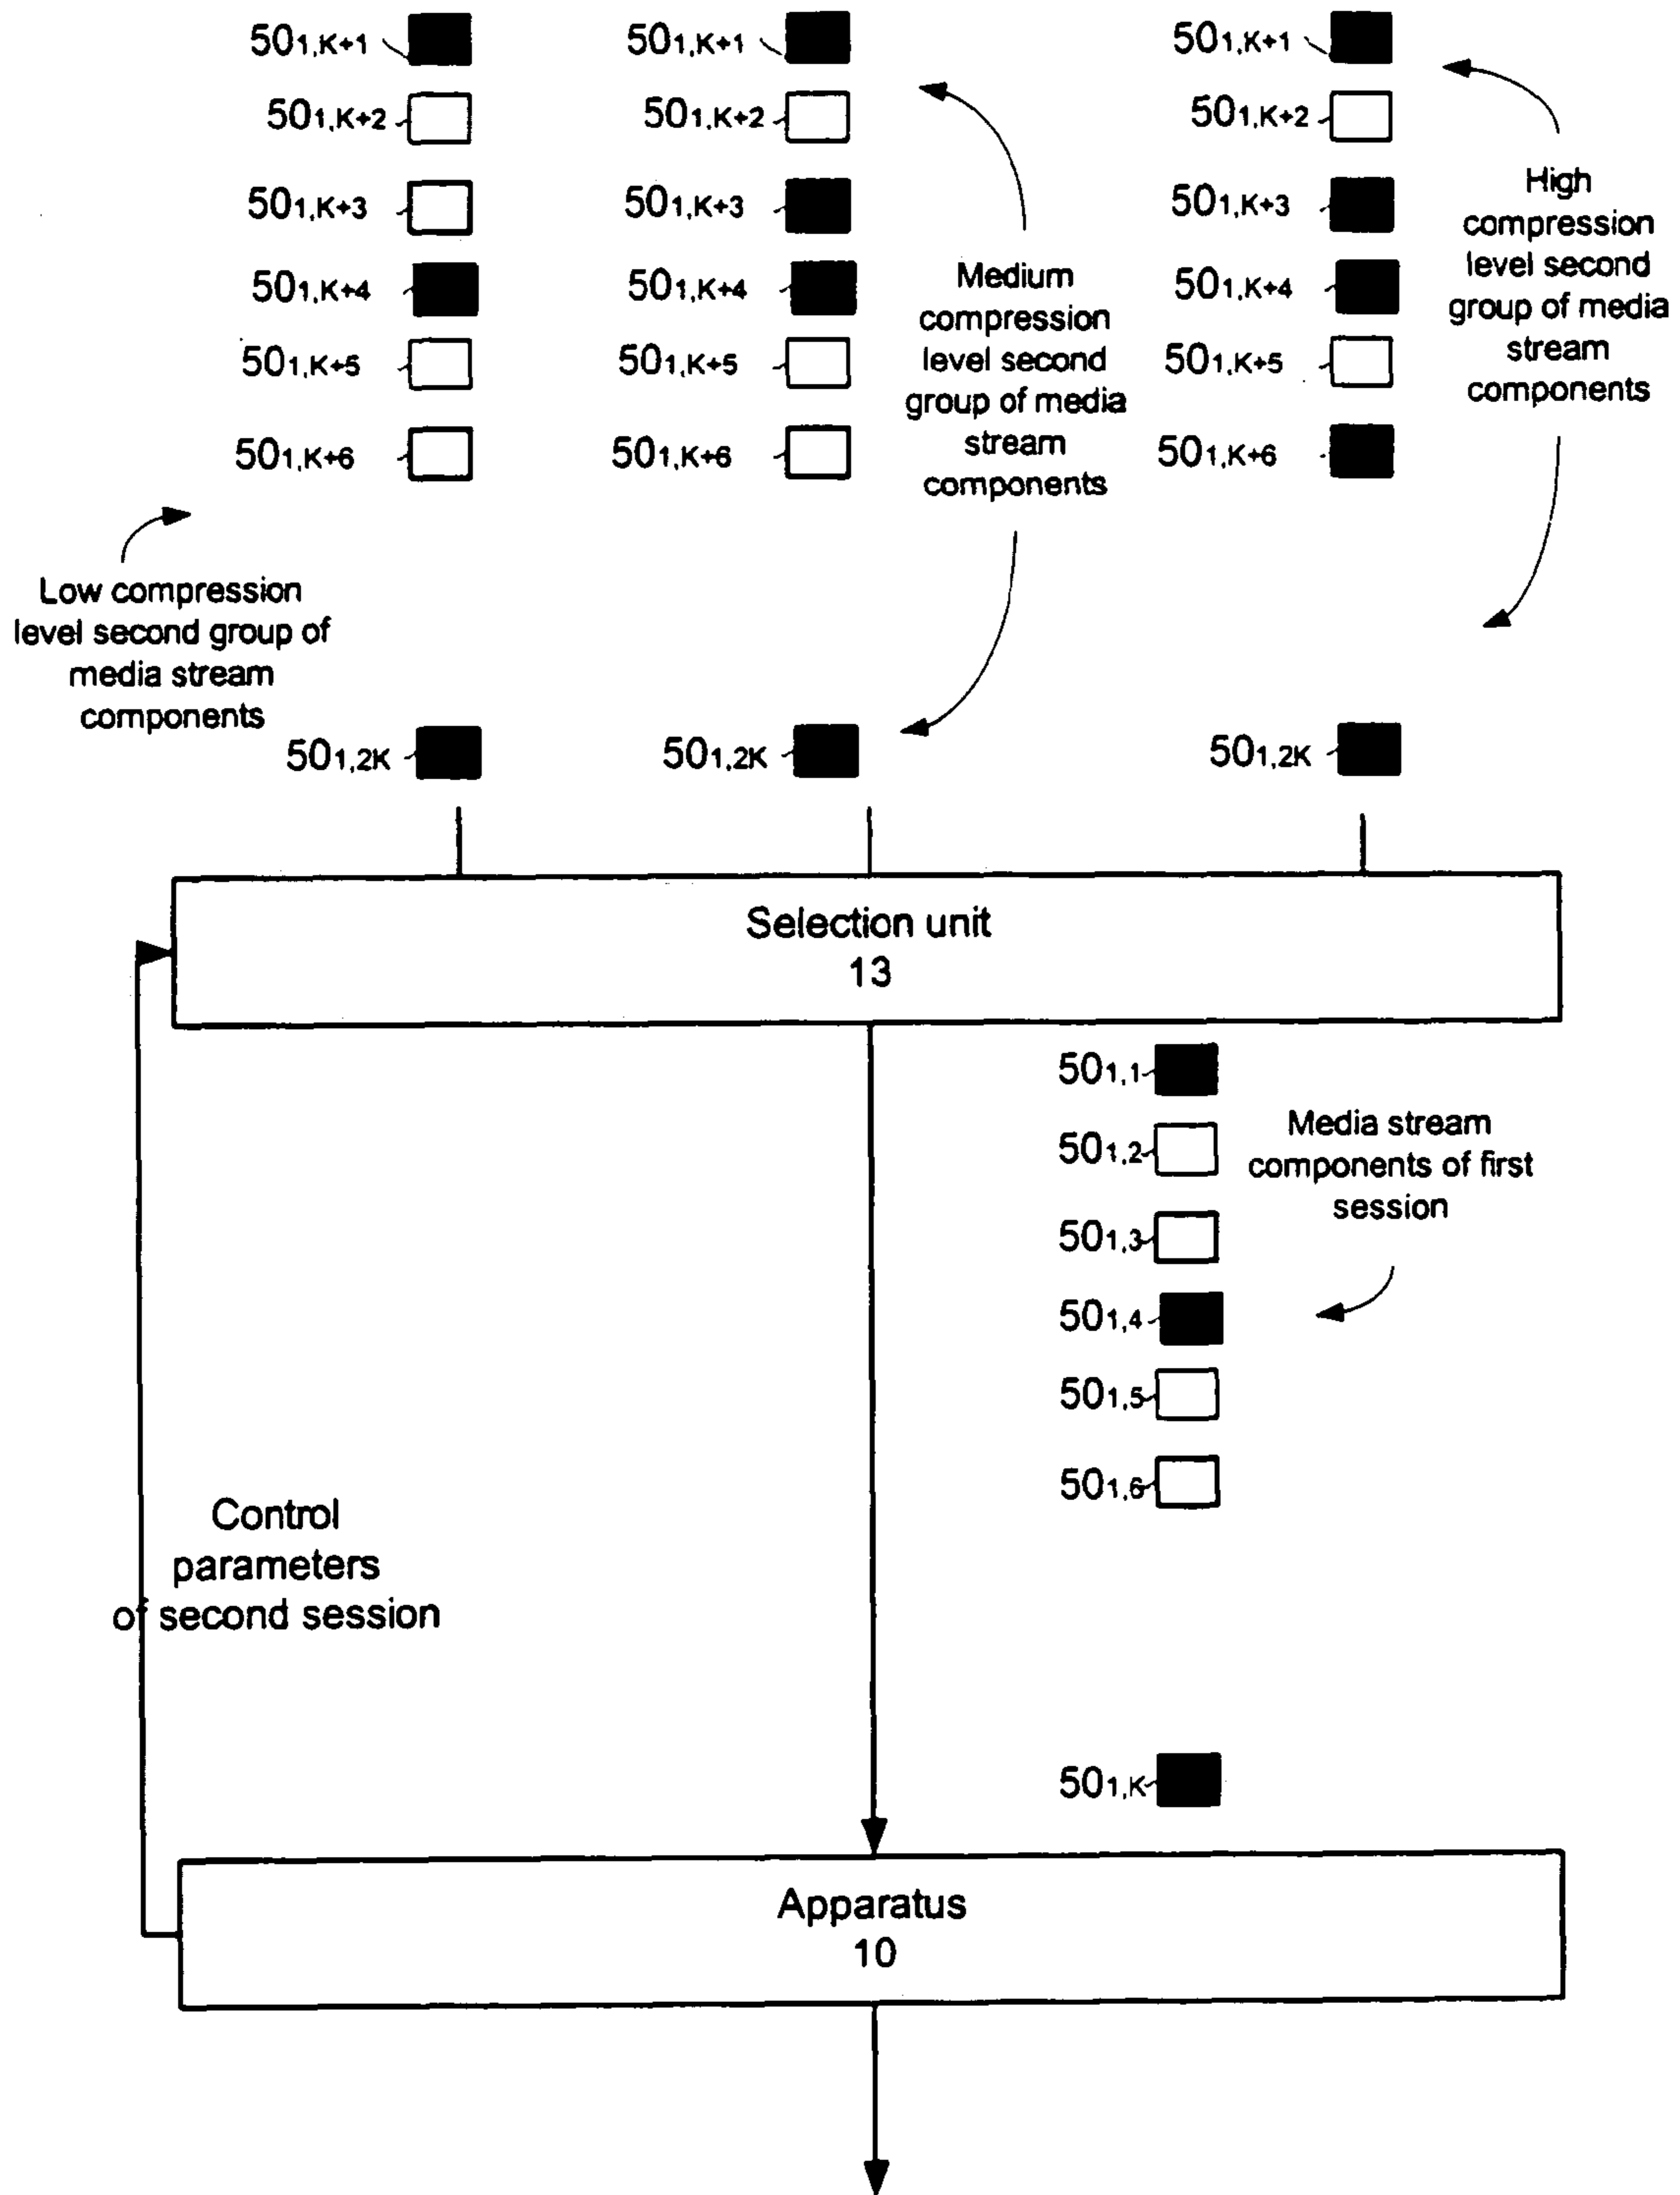 501,K+1 501,K+1 501,K+1
501,K+2 501,K+2 501,K+2
501,K+3 501,K+3 501,K+3
501,K+4 501,K+4 501,K+4
501,K+5 501,K+5 501,K+5
501,K+6 501,K+6 501,K+6
Medium
compression
level second
group of media
stream
components
High
compression
level second
group of media
stream
components
Low compression
level second group of
media stream
components
501,2K 501,2K 501,2K
Selection unit
13
501,1
501,2
501,3
501,4
501,5
501,6
Media stream
components of first
session
Control
parameters
of second session
501,K
Apparatus
10